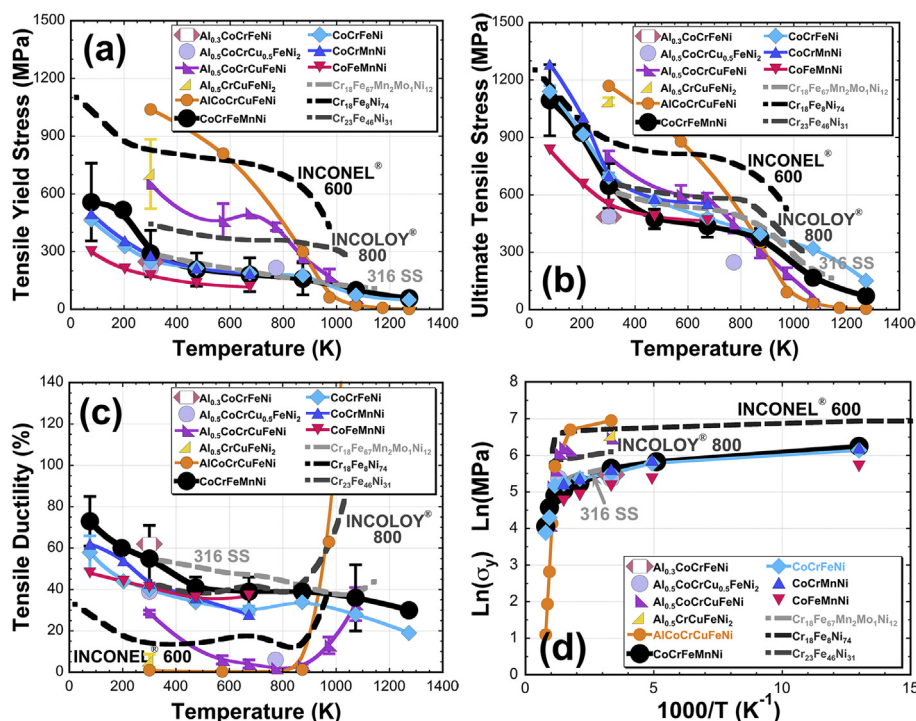 (a)
Tensile Yield Stress (MPa)
1500
1200
900
600
300
0
0 200 400 600 800 1000 1200 1400
Temperature (K)
Al0.3CoCrFeNi
Al0.5CoCrCu0.5FeNi2
Al0.5CoCrCuFeNi
Al0.5CrCuFeNi2
AlCoCrCuFeNi
CoCrFeMnNi
CoCrFeNi
CoCrMnNi
CoFeMnNi
Cr18Fe67Mn2Mo1Ni12
Cr18Fe8Ni74
Cr23Fe46Ni31
INCONEL®
600
INCOLOY®
800
316 SS
(b)
Ultimate Tensile Stress (MPa)
1500
1200
900
600
300
0
0 200 400 600 800 1000 1200 1400
Temperature (K)
Al0.3CoCrFeNi
Al0.5CoCrCu0.5FeNi2
Al0.5CoCrCuFeNi
Al0.5CrCuFeNi2
AlCoCrCuFeNi
CoCrFeMnNi
CoCrFeNi
CoCrMnNi
CoFeMnNi
Cr18Fe67Mn2Mo1Ni12
Cr18Fe8Ni74
Cr23Fe46Ni31
INCONEL®
600
INCOLOY®
800
316 SS
(c)
Tensile Ductility (%)
140
120
100
80
60
40
20
0
0 200 400 600 800 1000 1200 1400
Temperature (K)
Al0.3CoCrFeNi
Al0.5CoCrCu0.5FeNi2
Al0.5CoCrCuFeNi
Al0.5CrCuFeNi2
AlCoCrCuFeNi
CoCrFeMnNi
CoCrFeNi
CoCrMnNi
CoFeMnNi
Cr18Fe67Mn2Mo1Ni12
Cr18Fe8Ni74
Cr23Fe46Ni31
INCOLOY®
800
316 SS
INCONEL® 600
(d)
Ln(σy) Ln(MPa)
8
7
6
5
4
3
2
1
0
0 5 10 15
1000/T (K-1)
INCONEL® 600
INCOLOY® 800
316 SS
Al0.3CoCrFeNi
Al0.5CoCrCu0.5FeNi2
Al0.5CoCrCuFeNi
Al0.5CrCuFeNi2
AlCoCrCuFeNi
CoCrFeMnNi
CoCrFeNi
CoCrMnNi
CoFeMnNi
Cr18Fe67Mn2Mo1Ni12
Cr18Fe8Ni74
Cr23Fe46Ni31